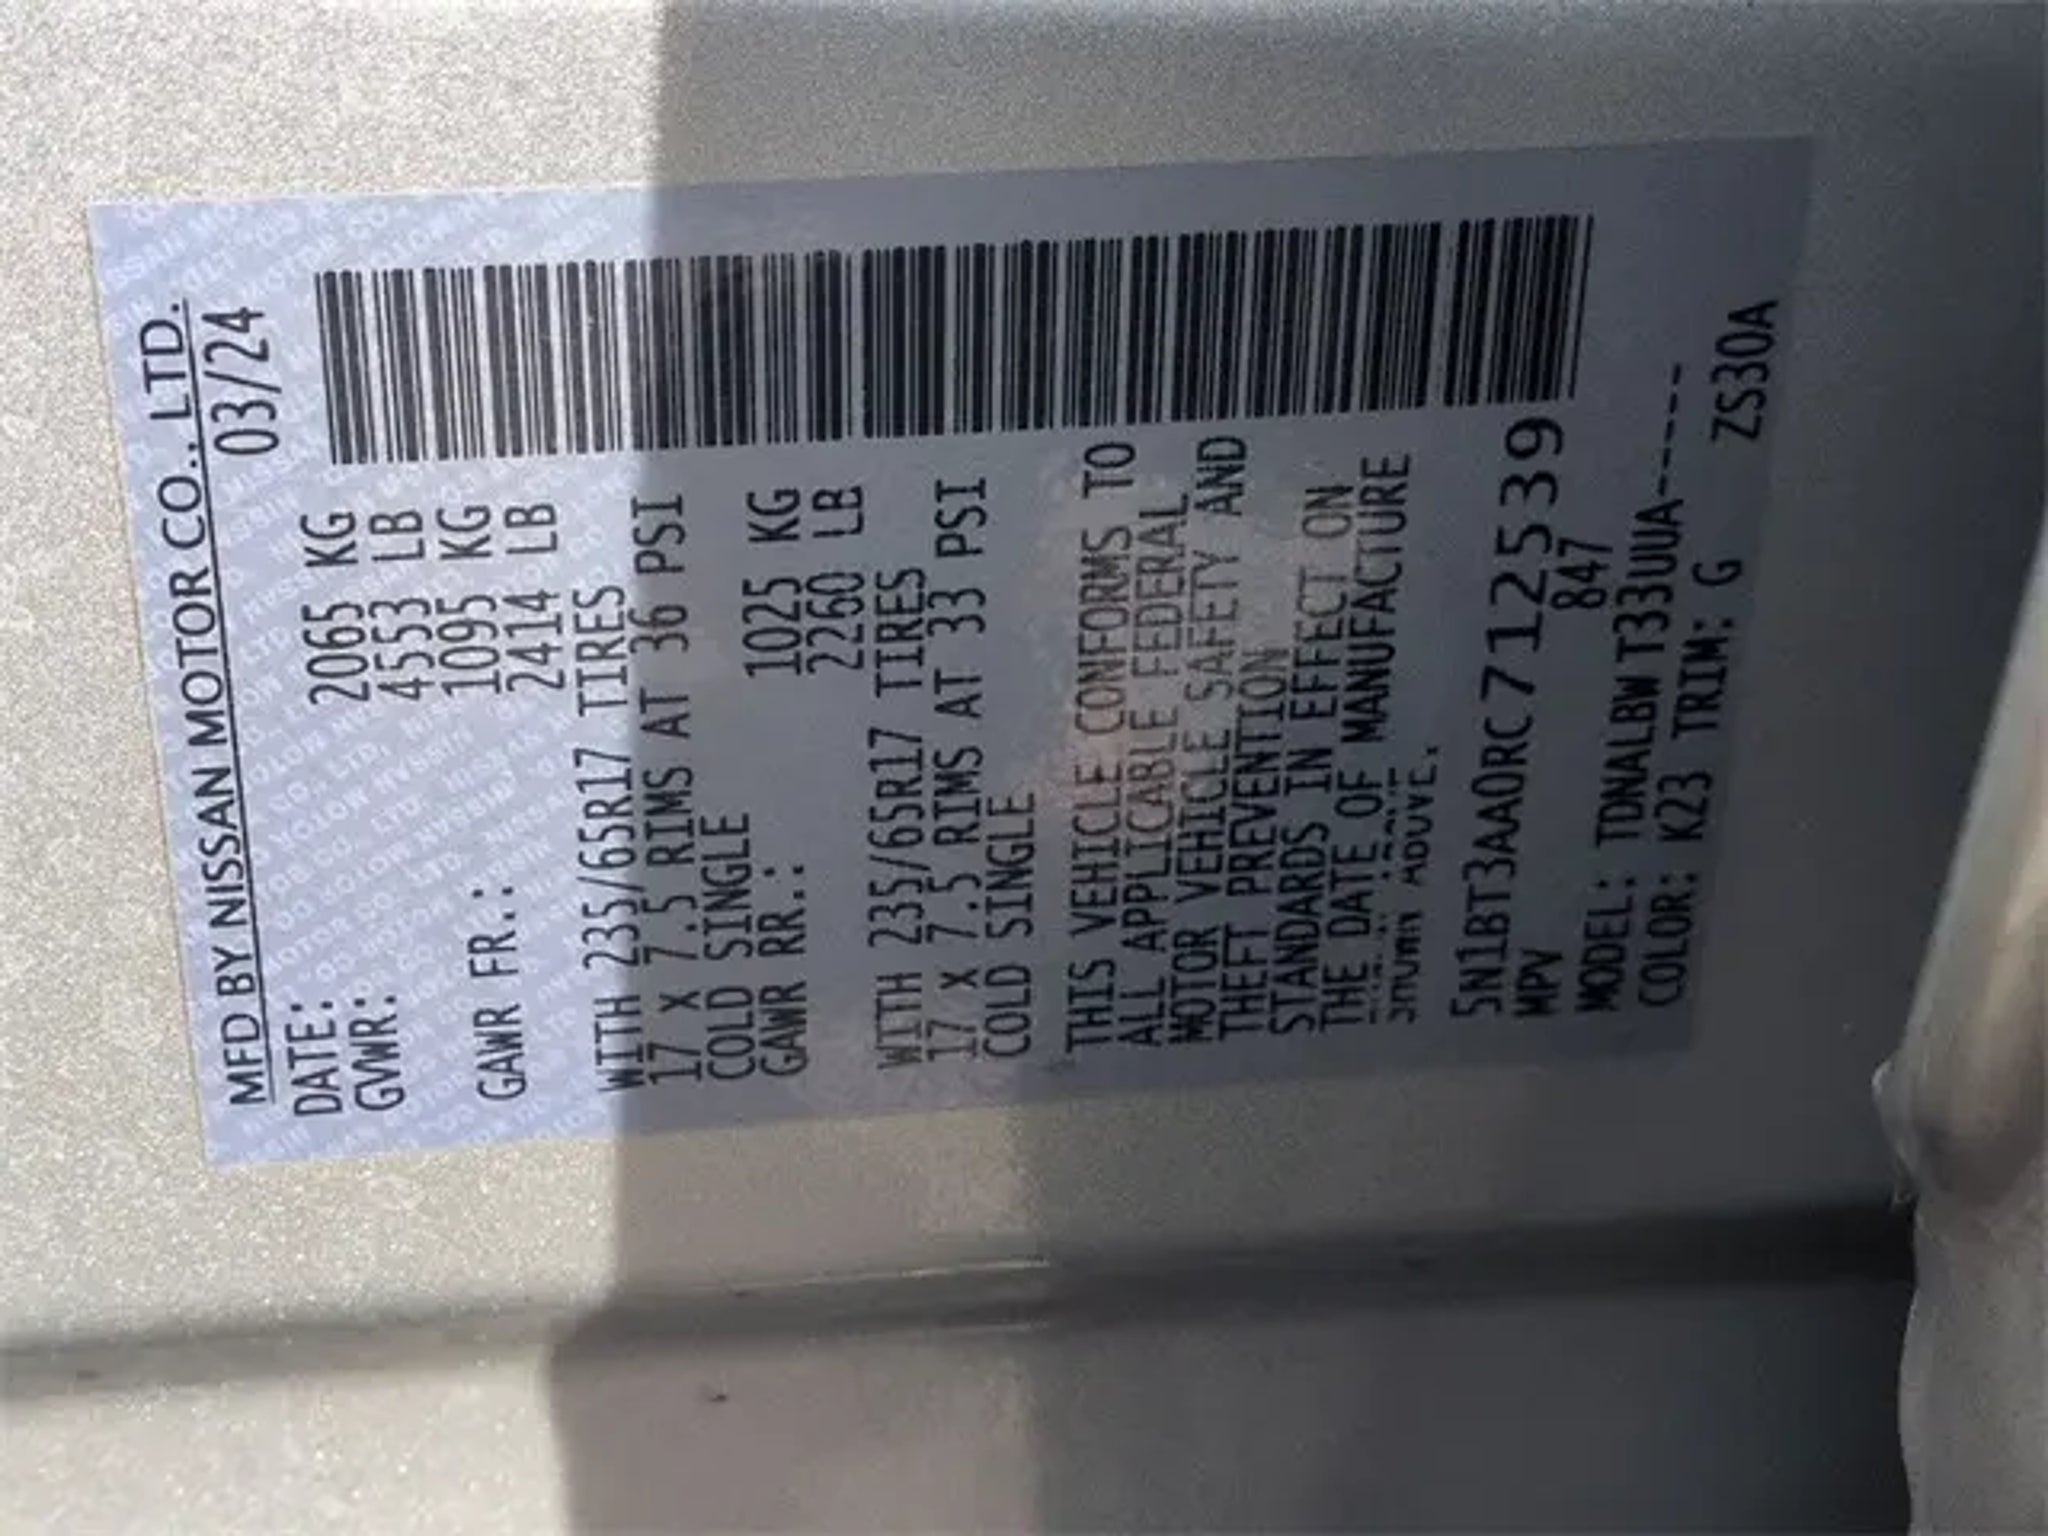 MFD BY NISSAN MOTOR CO., LTD.
DATE: 03/24
GVWR: 2065 KG
4553 LB
1095 KG
GAWR FR.: 2414 LB
WITH 235/65R17 TIRES
17 X 7.5 RIMS AT 36 PSI
COLD SINGLE
GAWR RR.: 1025 KG
2260 LB
WITH 235/65R17 TIRES
17 X 7.5 RIMS AT 33 PSI
COLD SINGLE
THIS VEHICLE CONFORMS TO
ALL APPLICABLE FEDERAL
MOTOR VEHICLE SAFETY AND
THEFT PREVENTION
STANDARDS IN EFFECT ON
THE DATE OF MANUFACTURE
SHOWN ABOVE.
5N1BT3AA0RC712539
MPV 847
MODEL: TDNALBW T33UUA------
COLOR: K23 TRIM: G ZS30A